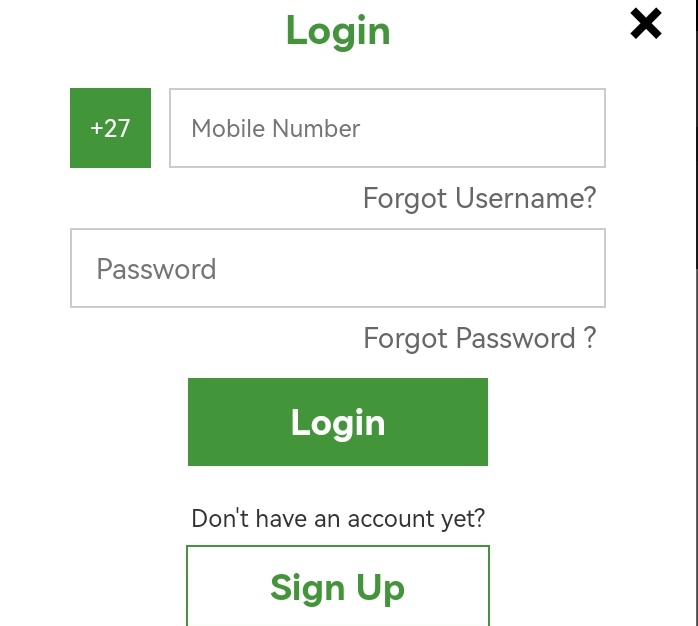 Login
+27 Mobile Number
Forgot Username?
Password
Forgot Password ?
Login
Don't have an account yet?
Sign Up